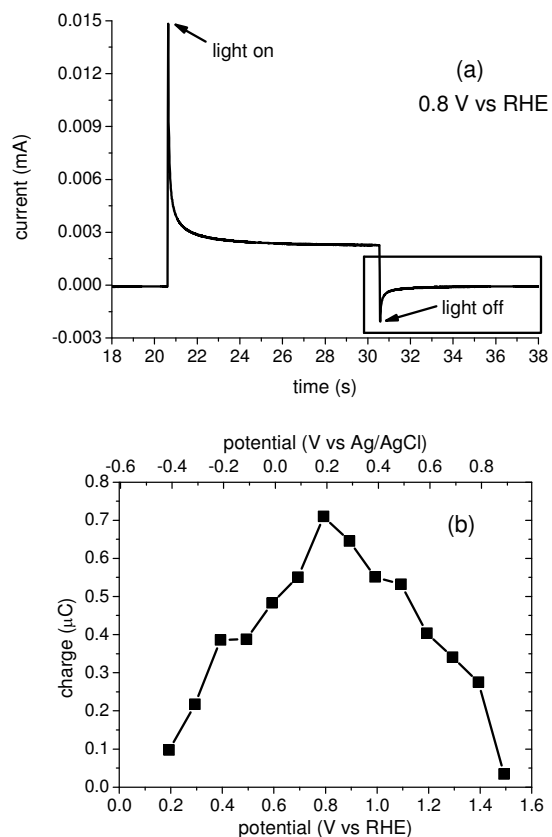 0.015
light on
(a)
0.8 V vs RHE
0.012
0.009
0.006
0.003
0.000
-0.003
current (mA)
light off
18 20 22 24 26 28 30 32 34 36 38
time (s)
potential (V vs Ag/AgCl)
-0.6 -0.4 -0.2 0.0 0.2 0.4 0.6 0.8 1.0
0.8
(b)
0.7
0.6
0.5
0.4
0.3
0.2
0.1
0.0
charge (μC)
0.0 0.2 0.4 0.6 0.8 1.0 1.2 1.4 1.6
potential (V vs RHE)